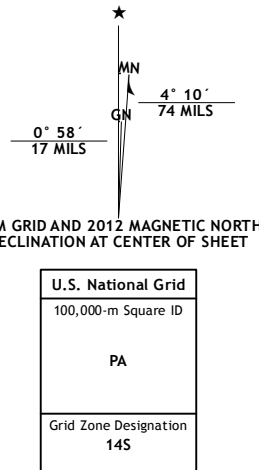 ★
MN
4° 10´
74 MILS
GN
0° 58´
17 MILS
M GRID AND 2012 MAGNETIC NORTH
ECLINATION AT CENTER OF SHEET
U.S. National Grid
100,000-m Square ID
PA
Grid Zone Designation
14S